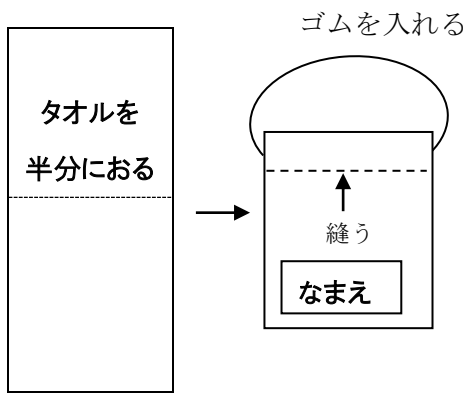 ゴムを入れる
タオルを
半分におる
縫う
なまえ